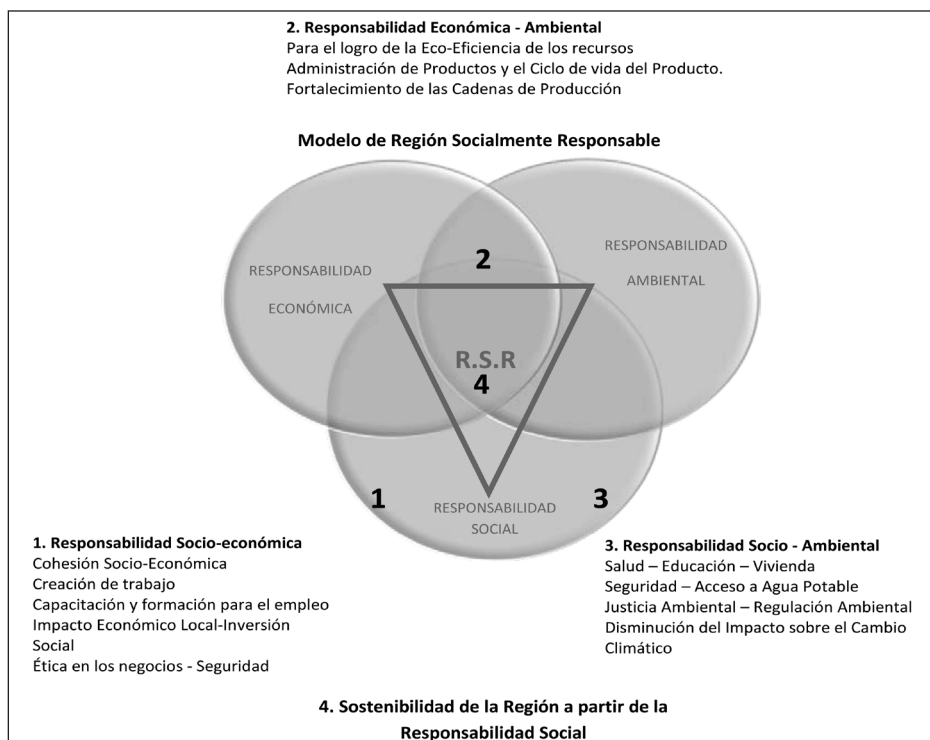 2. Responsabilidad Económica - Ambiental
Para el logro de la Eco-Eficiencia de los recursos
Administración de Productos y el Ciclo de vida del Producto.
Fortalecimiento de las Cadenas de Producción
Modelo de Región Socialmente Responsable
RESPONSABILIDAD
ECONÓMICA
2
RESPONSABILIDAD
AMBIENTAL
R.S.R
4
1
RESPONSABILIDAD
SOCIAL
3
1. Responsabilidad Socio-económica
Cohesión Socio-Económica
Creación de trabajo
Capacitación y formación para el empleo
Impacto Económico Local-Inversión
Social
Ética en los negocios - Seguridad
3. Responsabilidad Socio - Ambiental
Salud – Educación – Vivienda
Seguridad – Acceso a Agua Potable
Justicia Ambiental – Regulación Ambiental
Disminución del Impacto sobre el Cambio
Climático
4. Sostenibilidad de la Región a partir de la
Responsabilidad Social